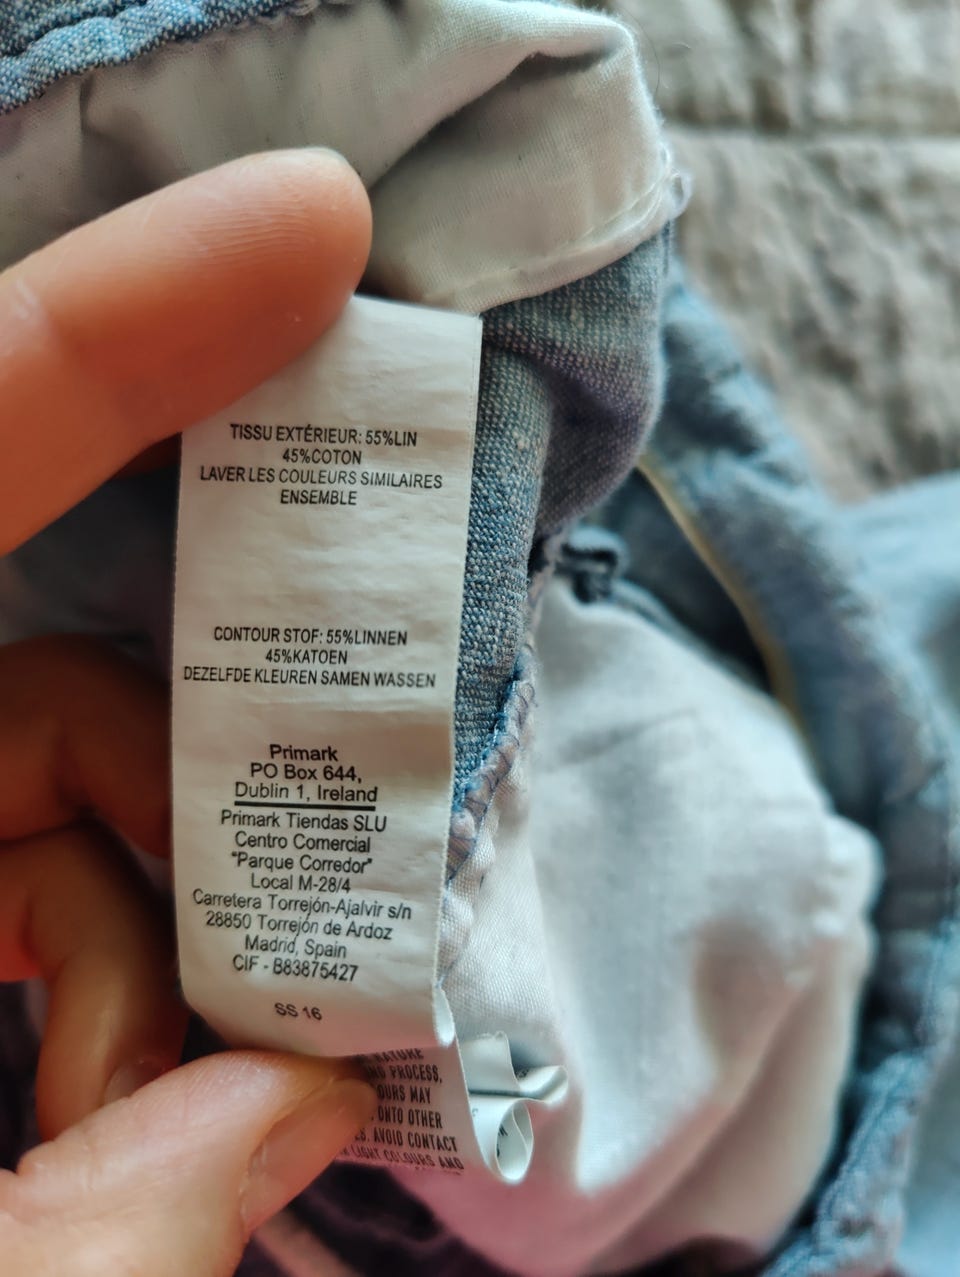 TISSU EXTÉRIEUR: 55%LIN
45%COTON
LAVER LES COULEURS SIMILAIRES
ENSEMBLE
CONTOUR STOF: 55%LINNEN
45%KATOEN
DEZELFDE KLEUREN SAMEN WASSEN
Primark
PO Box 644,
Dublin 1, Ireland
Primark Tiendas SLU
Centro Comercial
"Parque Corredor"
Local M-28/4
Carretera Torrejón-Ajalvir s/n
28850 Torrejón de Ardoz
Madrid, Spain
CIF - B83875427
SS 16
PROCESS,
MAY
ONTO OTHER
AVOID CONTACT
LIGHT COLOURS AND